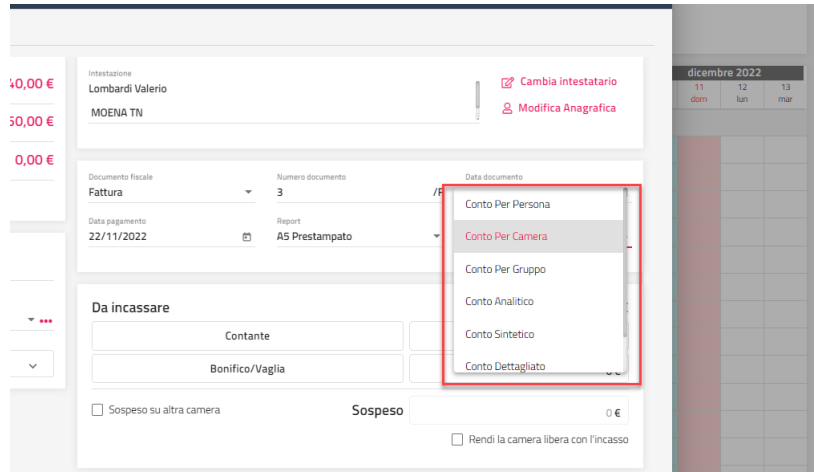 40,00 €
50,00 €
0,00 €
Intestazione
Lombardi Valerio
MOENA TN
Cambia intestatario
Modifica Anagrafica
Documento fiscale
Fattura
Numero documento
3
Data documento
Data pagamento
22/11/2022
Report
A5 Prestampato
Conto Per Persona
Conto Per Camera
Conto Per Gruppo
Conto Analitico
Conto Sintetico
Conto Dettagliato
Da incassare
Contante
Bonifico/Vaglia
Sospeso su altra camera
Sospeso
0 €
Rendi la camera libera con l'incasso
dicembre 2022
11 12 13
dom lun mar